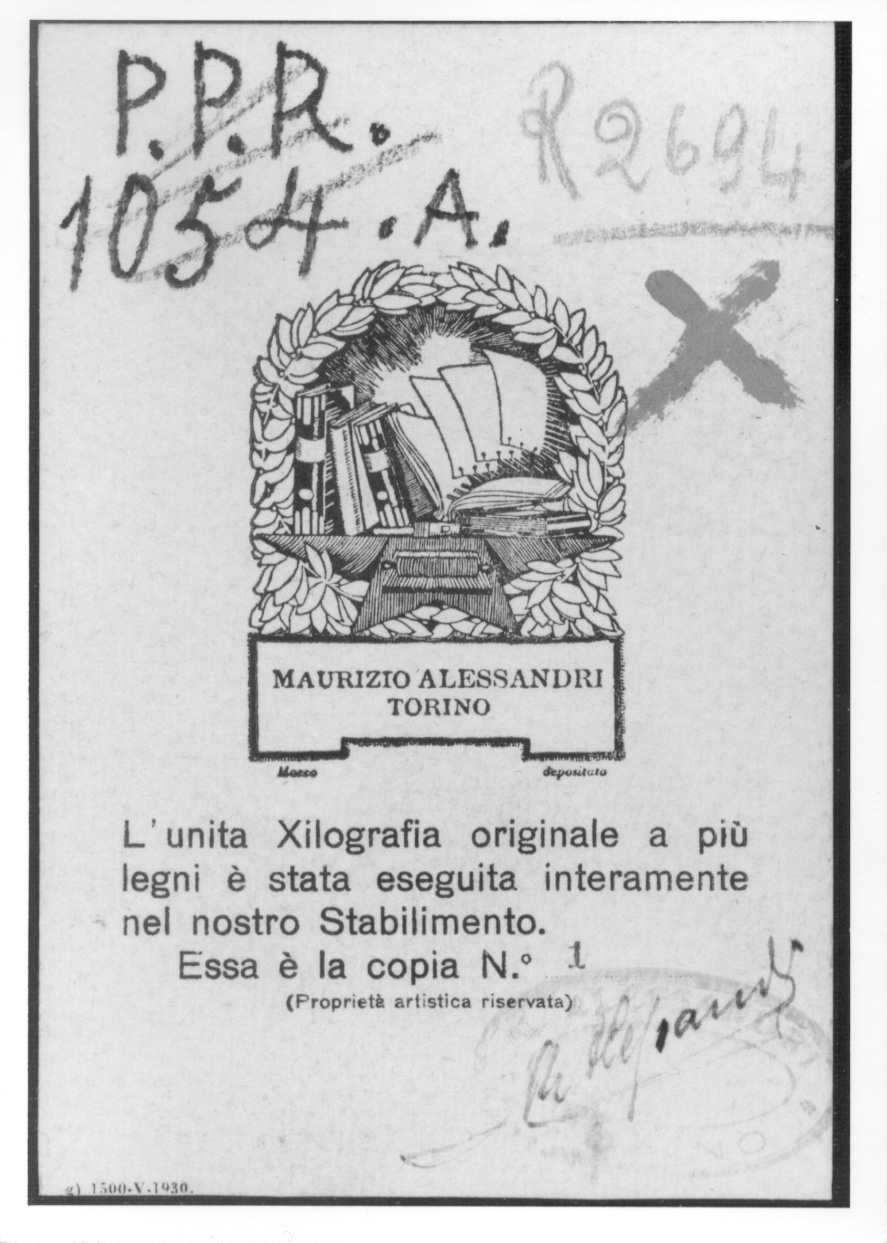 P.P.R.
1054.A.
R2694
X
MAURIZIO ALESSANDRI
TORINO
Mosso
depositato
L'unita Xilografia originale a più
legni è stata eseguita interamente
nel nostro Stabilimento.
Essa è la copia N.° 1
(Proprietà artistica riservata)
g) 1500-V-1930.